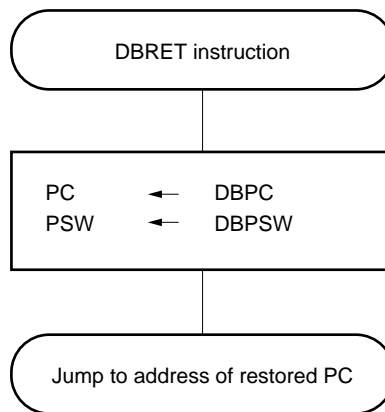 DBRET instruction
PC ← DBPC
PSW ← DBPSW
Jump to address of restored PC